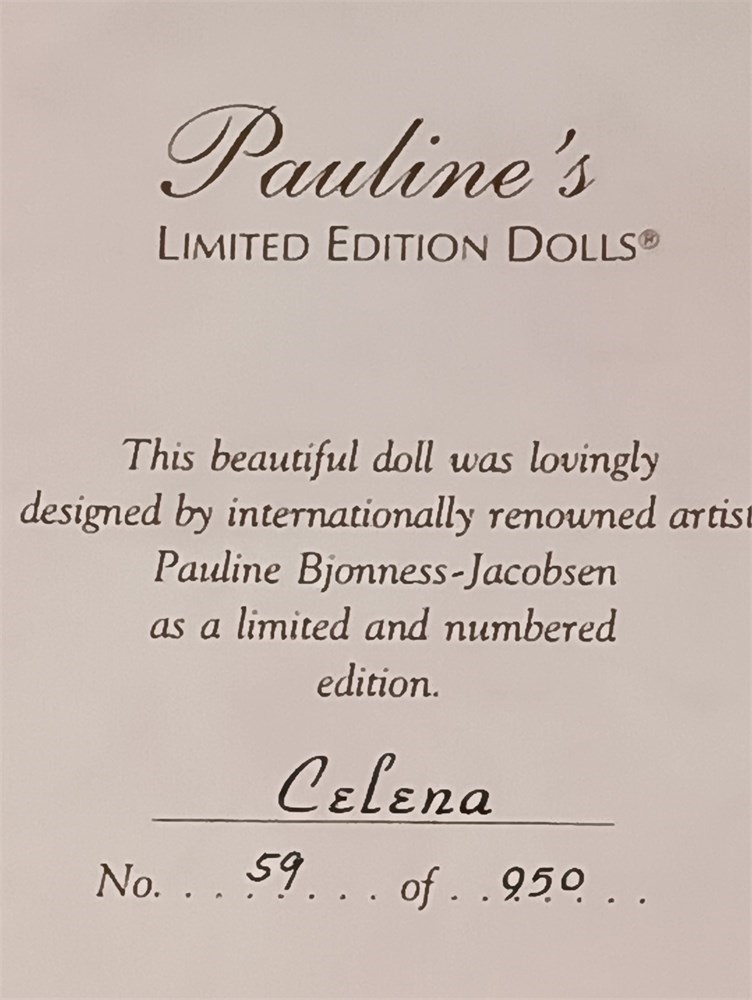 Pauline's
LIMITED EDITION DOLLS®
This beautiful doll was lovingly
designed by internationally renowned artist
Pauline Bjonness-Jacobsen
as a limited and numbered
edition.
Celena
No. . . 59 . . . of . . 950 . . .